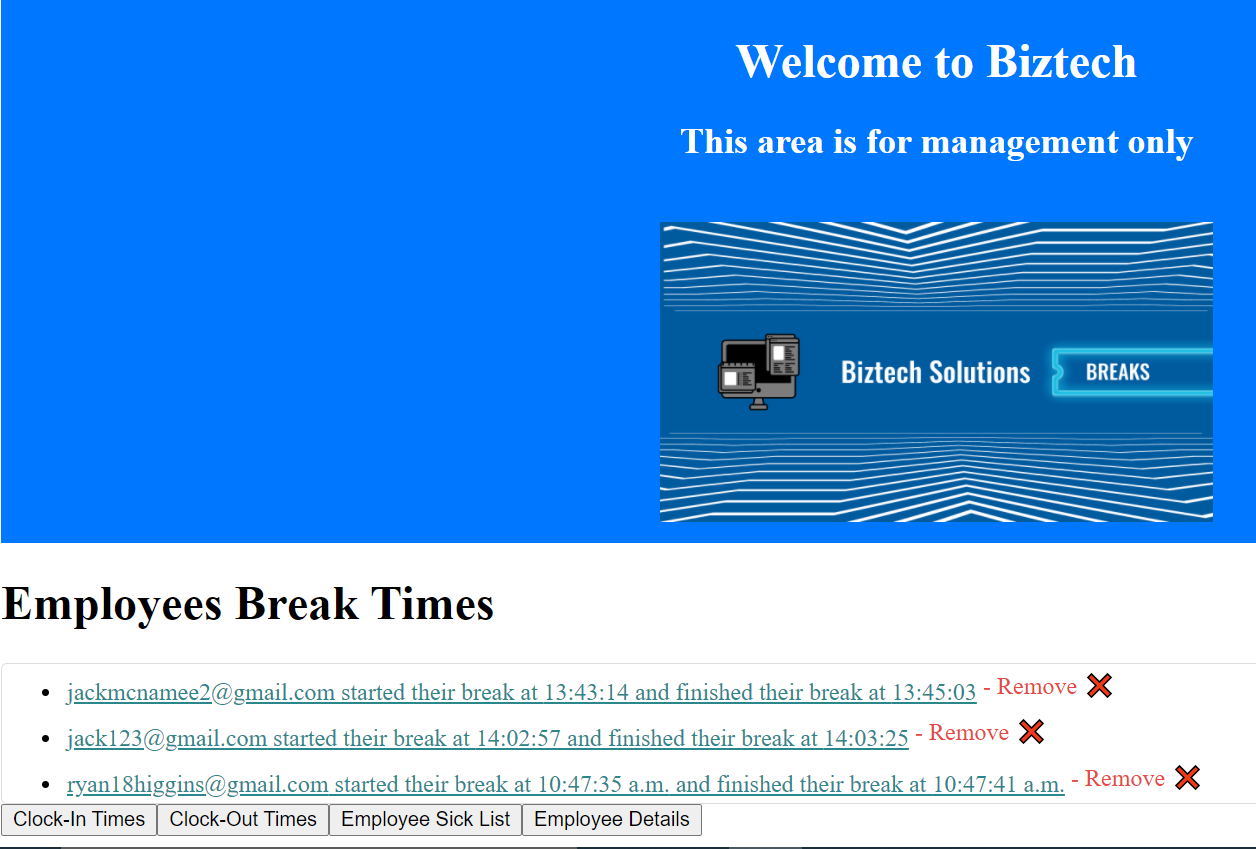 Welcome to Biztech
This area is for management only
Biztech Solutions BREAKS
Employees Break Times
jackmcnamee2@gmail.com started their break at 13:43:14 and finished their break at 13:45:03 - Remove ❌
jack123@gmail.com started their break at 14:02:57 and finished their break at 14:03:25 - Remove ❌
ryan18higgins@gmail.com started their break at 10:47:35 a.m. and finished their break at 10:47:41 a.m. - Remove ❌
Clock-In Times Clock-Out Times Employee Sick List Employee Details